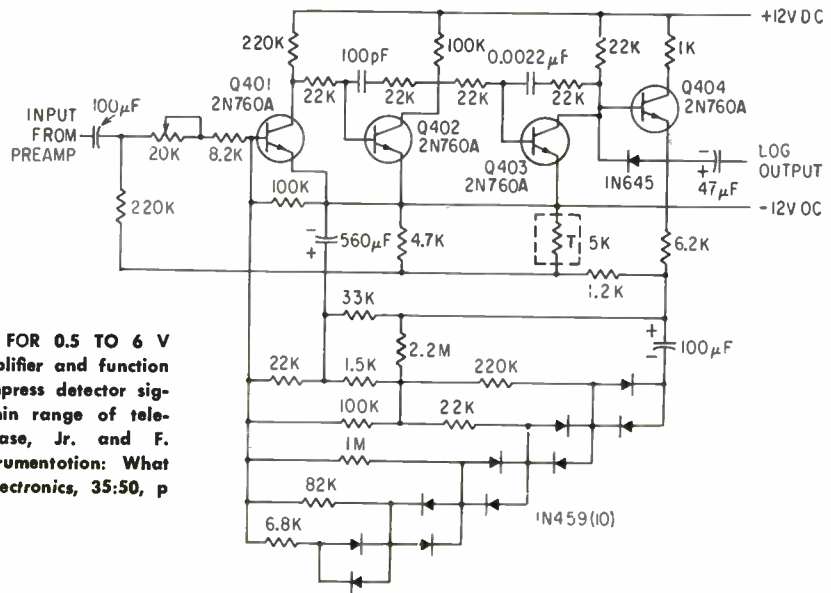 +12V DC
220K
100pF
100K
0.0022μF
22K
1K
Q401
2N760A
22K
22K
22K
22K
Q404
2N760A
INPUT
FROM
PREAMP
100μF
20K
8.2K
Q402
2N760A
Q403
2N760A
1N645
47μF
LOG
OUTPUT
-12V OC
220K
100K
560μF
4.7K
T
5K
6.2K
1.2K
33K
2.2M
100μF
22K
1.5K
220K
100K
22K
1M
82K
6.8K
1N459(10)
FOR 0.5 TO 6 V
plifier and function
npress detector sig-
hin range of tele-
ase, Jr. and F.
rumentotion: What
ectronics, 35:50, p